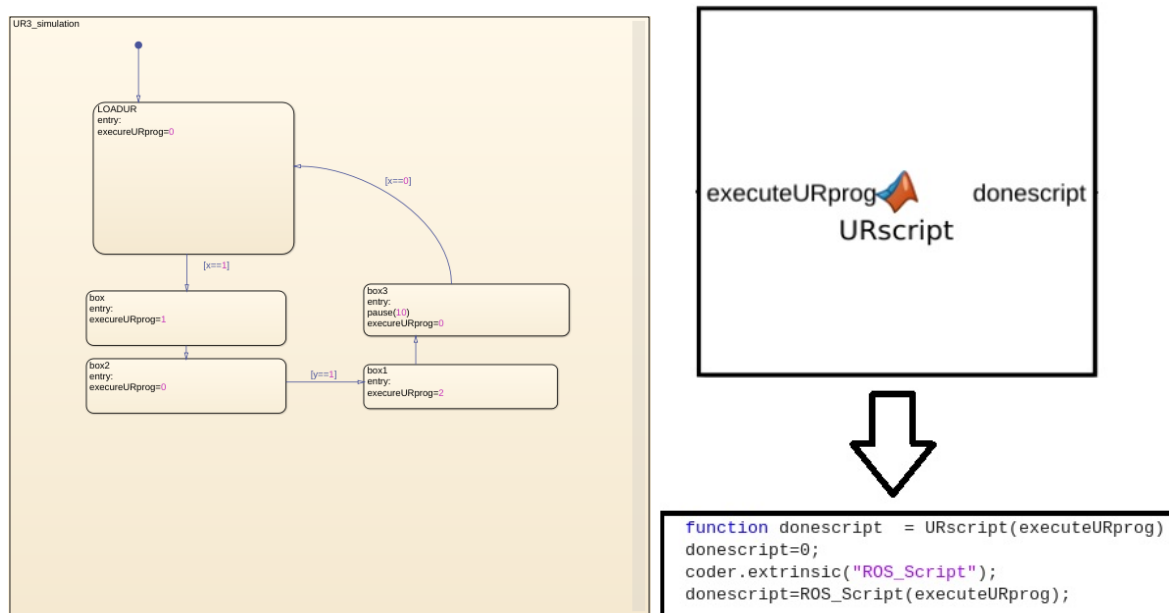 UR3_simulation
LOADUR
entry:
execureURprog=0
[x==0]
[x==1]
box
entry:
execureURprog=1
box2
entry:
execureURprog=0
[y==1]
box3
entry:
pause(10)
execureURprog=0
box1
entry:
execureURprog=2
executeURprog
donescript
URscript
function donescript  = URscript(executeURprog)
donescript=0;
coder.extrinsic("ROS_Script");
donescript=ROS_Script(executeURprog);